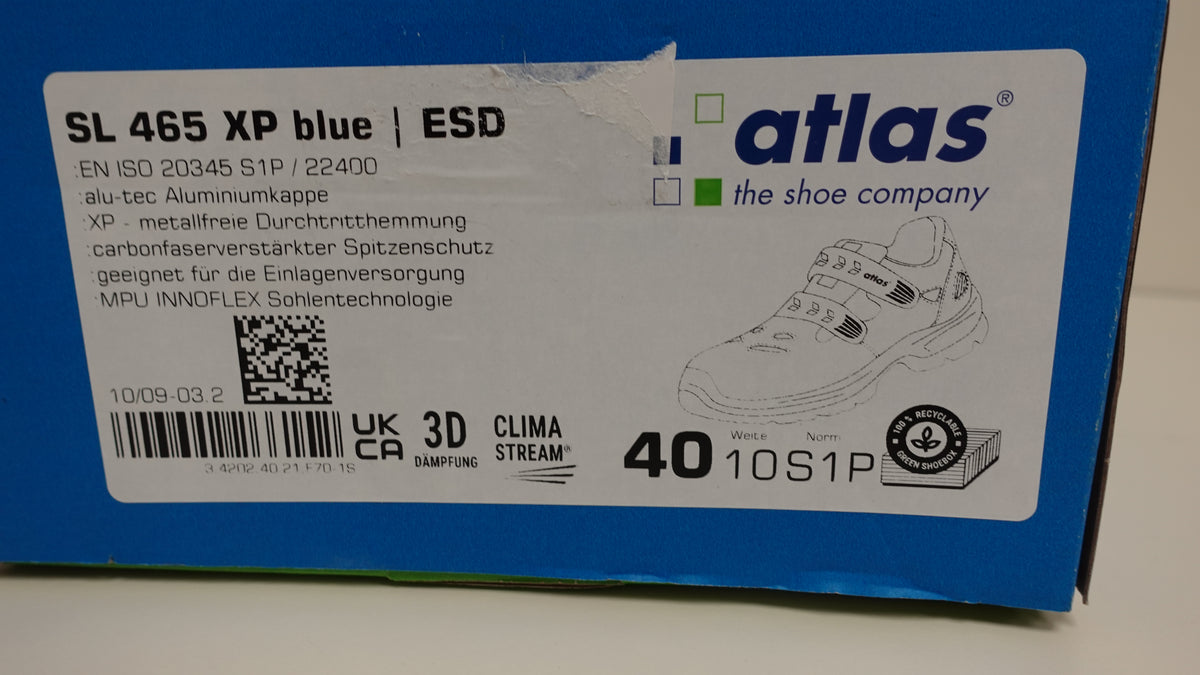 SL 465 XP blue | ESD
:EN ISO 20345 S1P / 22400
:alu-tec Aluminiumkappe
:XP - metallfreie Durchtritthemmung
:carbonfaserverstärkter Spitzenschutz
:geeignet für die Einlagenversorgung
:MPU INNOFLEX Sohlentechnologie
10/09-03.2
3.4202.40.21.F70-1S
UK
CA
3D
DÄMPFUNG
CLIMA
STREAM®
atlas®
the shoe company
atlas®
Weite Norm
40 10 S1P
100 % RECYCLABLE
GREEN SHOEBOX